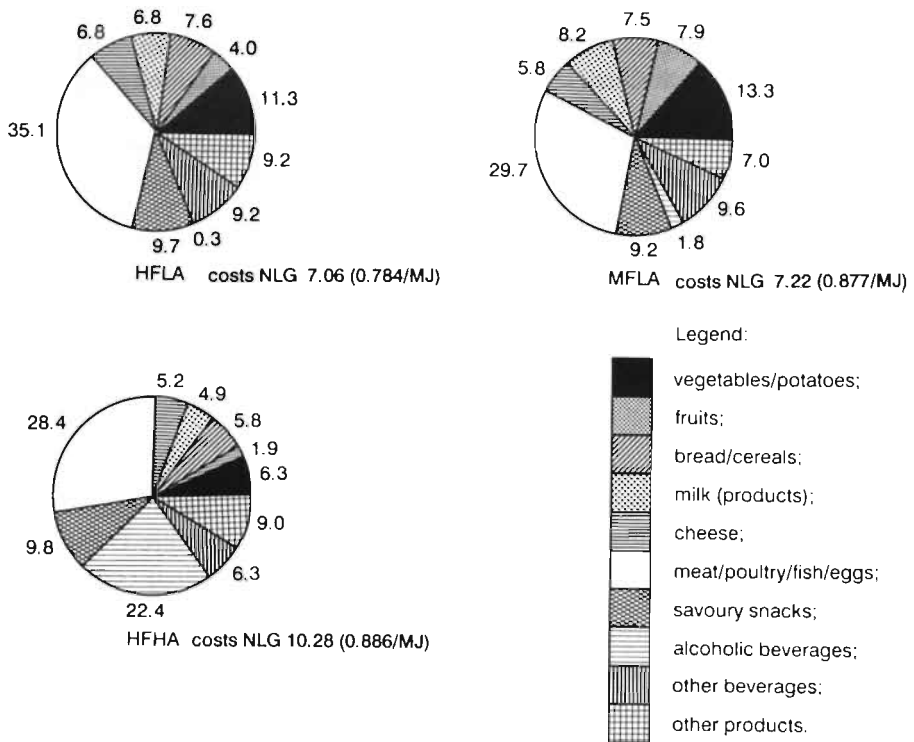 6.8
6.8
7.6
4.0
11.3
9.2
9.2
0.3
9.7
35.1
HFLA costs NLG 7.06 (0.784/MJ)
5.8
8.2
7.5
7.9
13.3
7.0
9.6
1.8
9.2
29.7
MFLA costs NLG 7.22 (0.877/MJ)
28.4
5.2
4.9
5.8
1.9
6.3
9.0
6.3
22.4
9.8
HFHA costs NLG 10.28 (0.886/MJ)
Legend:
vegetables/potatoes;
fruits;
bread/cereals;
milk (products);
cheese;
meat/poultry/fish/eggs;
savoury snacks;
alcoholic beverages;
other beverages;
other products.